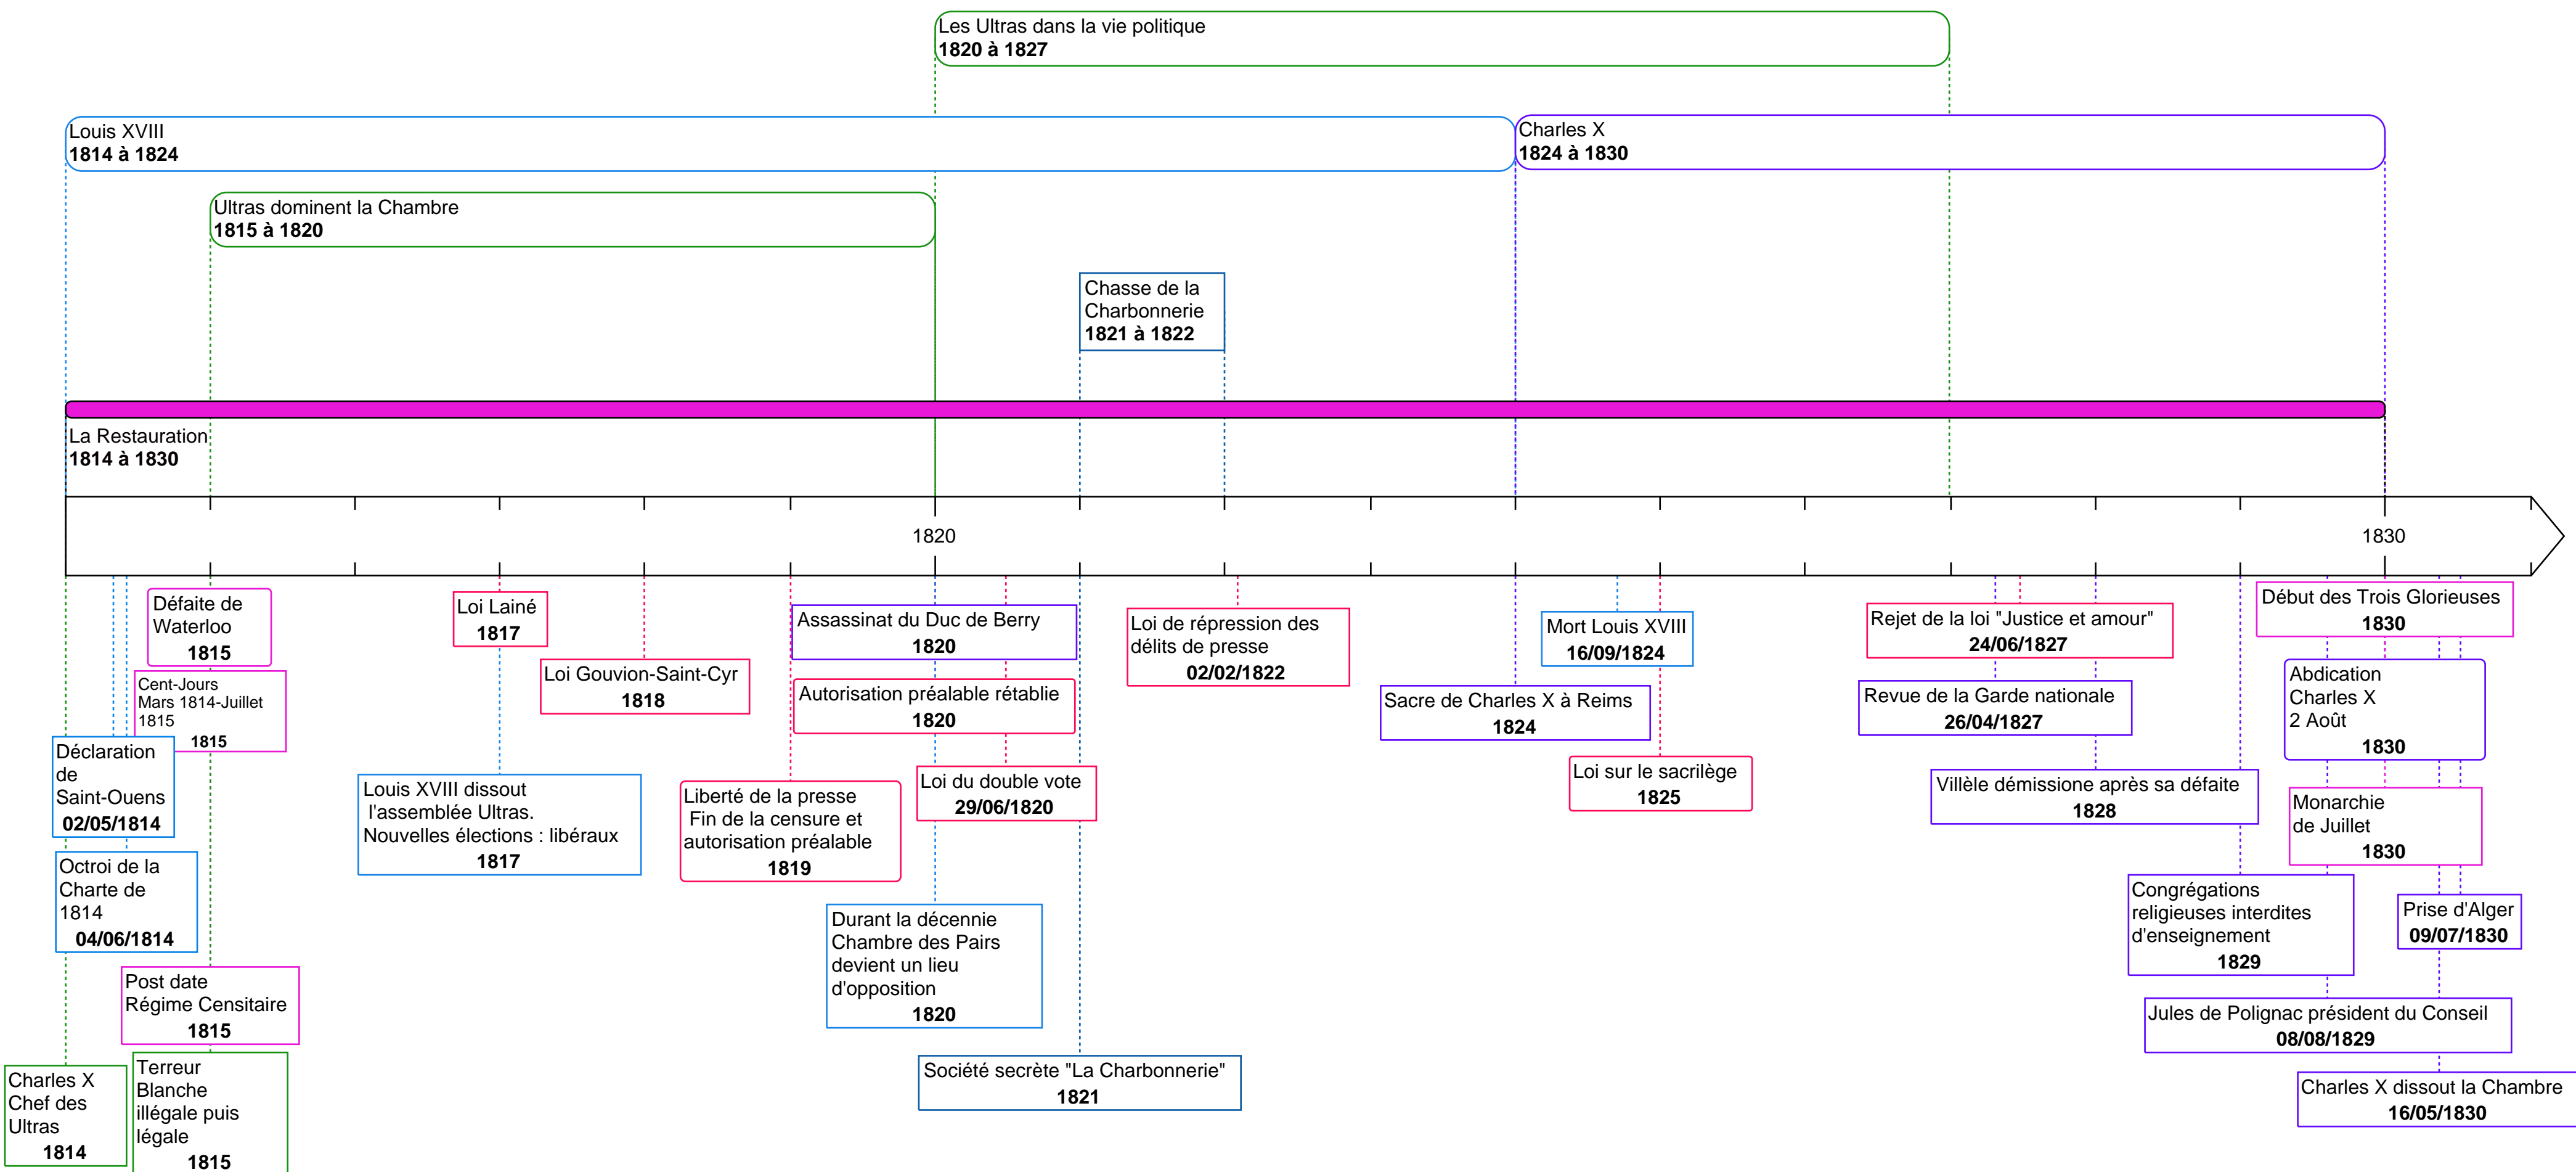 Les Ultras dans la vie politique
1820 à 1827
Louis XVIII
1814 à 1824
Charles X
1824 à 1830
Ultras dominent la Chambre
1815 à 1820
Chasse de la
Charbonnerie
1821 à 1822
La Restauration
1814 à 1830
1820
1830
Défaite de
Waterloo
1815
Cent-Jours
Mars 1814-Juillet
1815
1815
Déclaration
de
Saint-Ouens
02/05/1814
Octroi de la
Charte de
1814
04/06/1814
Post date
Régime Censitaire
1815
Charles X
Chef des
Ultras
1814
Terreur
Blanche
illégale puis
légale
1815
Loi Lainé
1817
Loi Gouvion-Saint-Cyr
1818
Louis XVIII dissout
l'assemblée Ultras.
Nouvelles élections : libéraux
1817
Liberté de la presse
Fin de la censure et
autorisation préalable
1819
Assassinat du Duc de Berry
1820
Autorisation préalable rétablie
1820
Loi du double vote
29/06/1820
Durant la décennie
Chambre des Pairs
devient un lieu
d'opposition
1820
Société secrète "La Charbonnerie"
1821
Loi de répression des
délits de presse
02/02/1822
Sacre de Charles X à Reims
1824
Mort Louis XVIII
16/09/1824
Loi sur le sacrilège
1825
Rejet de la loi "Justice et amour"
24/06/1827
Revue de la Garde nationale
26/04/1827
Villèle démissione après sa défaite
1828
Congrégations
religieuses interdites
d'enseignement
1829
Jules de Polignac président du Conseil
08/08/1829
Début des Trois Glorieuses
1830
Abdication
Charles X
2 Août
1830
Monarchie
de Juillet
1830
Prise d'Alger
09/07/1830
Charles X dissout la Chambre
16/05/1830